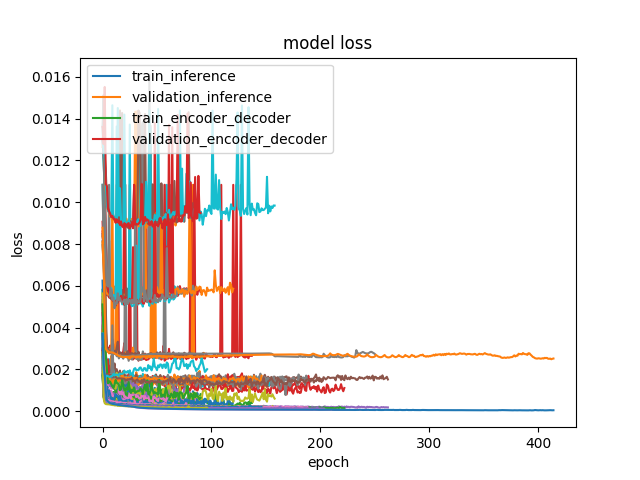 model loss
train_inference
validation_inference
train_encoder_decoder
validation_encoder_decoder
0.016
0.014
0.012
0.010
0.008
0.006
0.004
0.002
0.000
loss
0 100 200 300 400
epoch